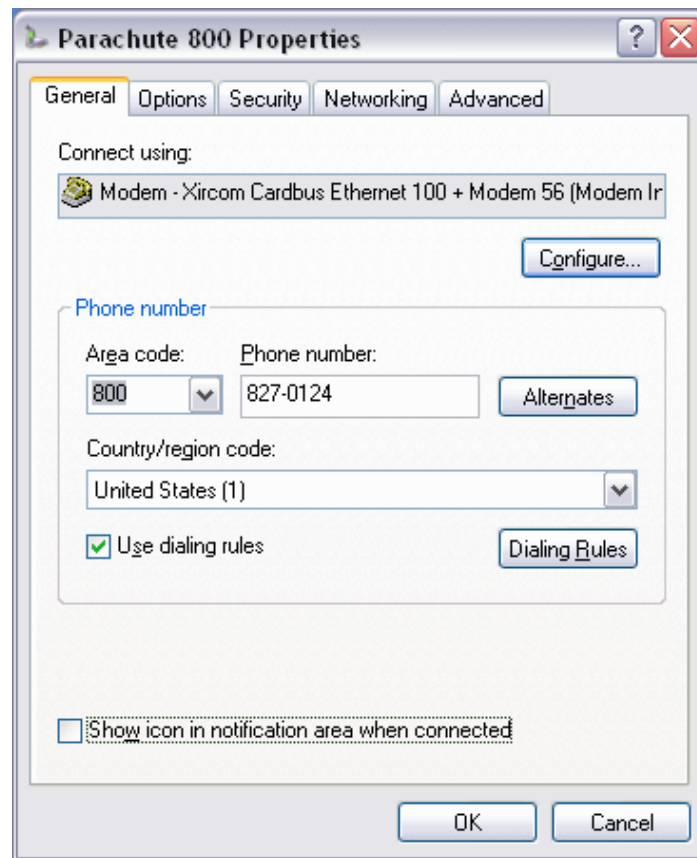 Parachute 800 Properties
General Options Security Networking Advanced
Connect using:
Modem - Xircom Cardbus Ethernet 100 + Modem 56 (Modem Ir
Configure...
Phone number
Area code: Phone number:
800 827-0124 Alternates
Country/region code:
United States (1)
Use dialing rules Dialing Rules
Show icon in notification area when connected
OK Cancel